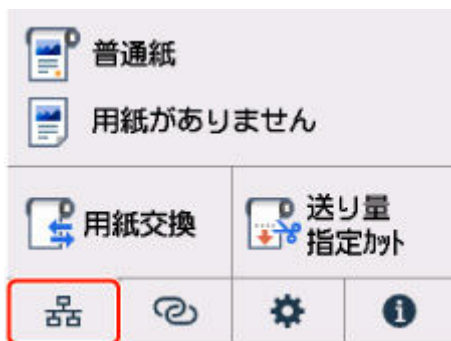 普通紙
用紙がありません
用紙交換
送り量
指定ｶｯﾄ